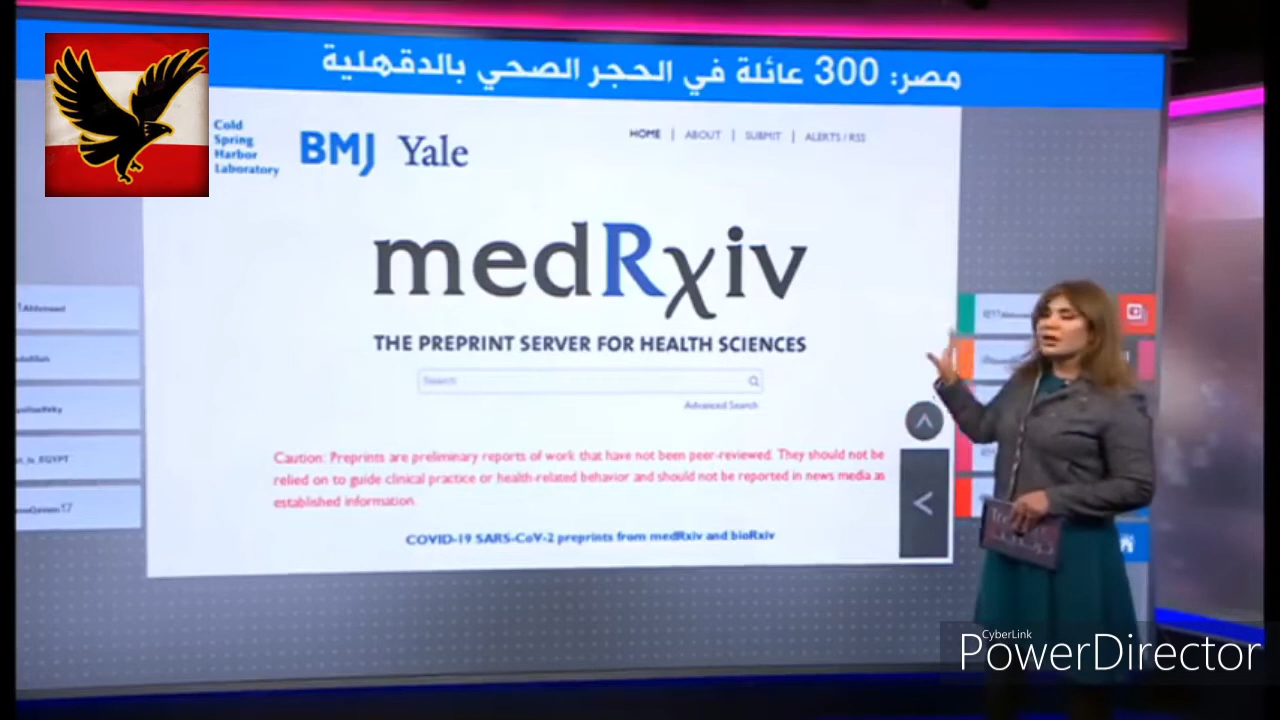 مصر: 300 عائلة في الحجر الصحي بالدقهلية
Cold
Spring
Harbor
Laboratory
BMJ Yale
HOME | ABOUT | SUBMIT | ALERTS / RSS
medRxiv
THE PREPRINT SERVER FOR HEALTH SCIENCES
Search
Advanced Search
Caution: Preprints are preliminary reports of work that have not been peer-reviewed. They should not be
relied on to guide clinical practice or health-related behavior and should not be reported in news media as
established information.
COVID-19 SARS-CoV-2 preprints from medRxiv and bioRxiv
EGYPT
CyberLink
PowerDirector